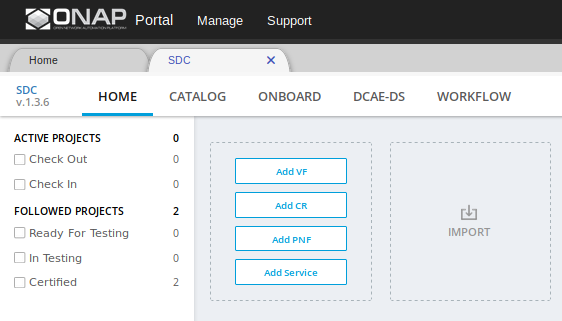 ONAP Portal Manage Support
OPEN NETWORK AUTOMATION PLATFORM
Home SDC ✕
SDC
v.1.3.6
HOME CATALOG ONBOARD DCAE-DS WORKFLOW
ACTIVE PROJECTS 0
Check Out 0
Check In 0
FOLLOWED PROJECTS 2
Ready For Testing 0
In Testing 0
Certified 2
Add VF
Add CR
Add PNF
Add Service
IMPORT